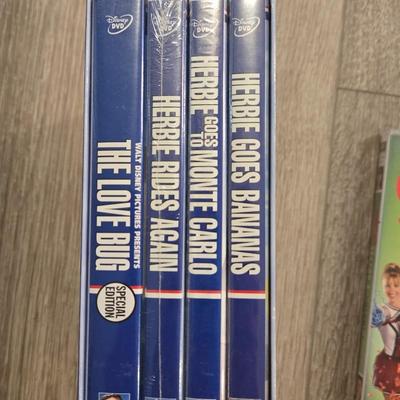 Disney
DVD
WALT DISNEY PICTURES PRESENTS
THE LOVE BUG
SPECIAL
EDITION
Disney
DVD
HERBIE RIDES AGAIN
Disney
DVD
HERBIE GOES TO MONTE CARLO
Disney
DVD
HERBIE GOES BANANAS